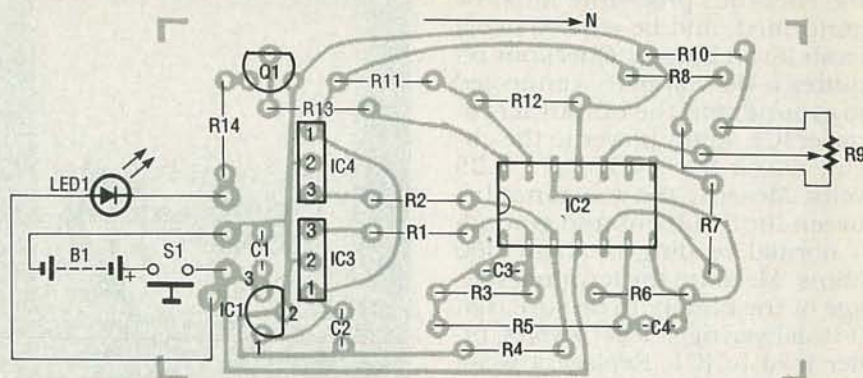 N
Q1
R10
R8
R11
R12
R13
R14
1
2
3
IC4
R9
LED1
IC2
R2
R7
R1
3
2
1
IC3
C1
B1
+
S1
3
IC1
2
1
C2
C3
R3
R6
R5
C4
R4